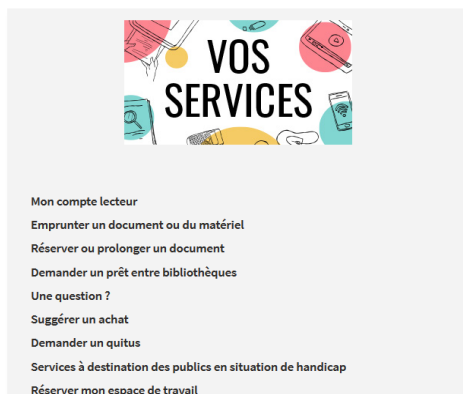 VOS
SERVICES
Mon compte lecteur
Emprunter un document ou du matériel
Réserver ou prolonger un document
Demander un prêt entre bibliothèques
Une question ?
Suggérer un achat
Demander un quitus
Services à destination des publics en situation de handicap
Réserver mon espace de travail